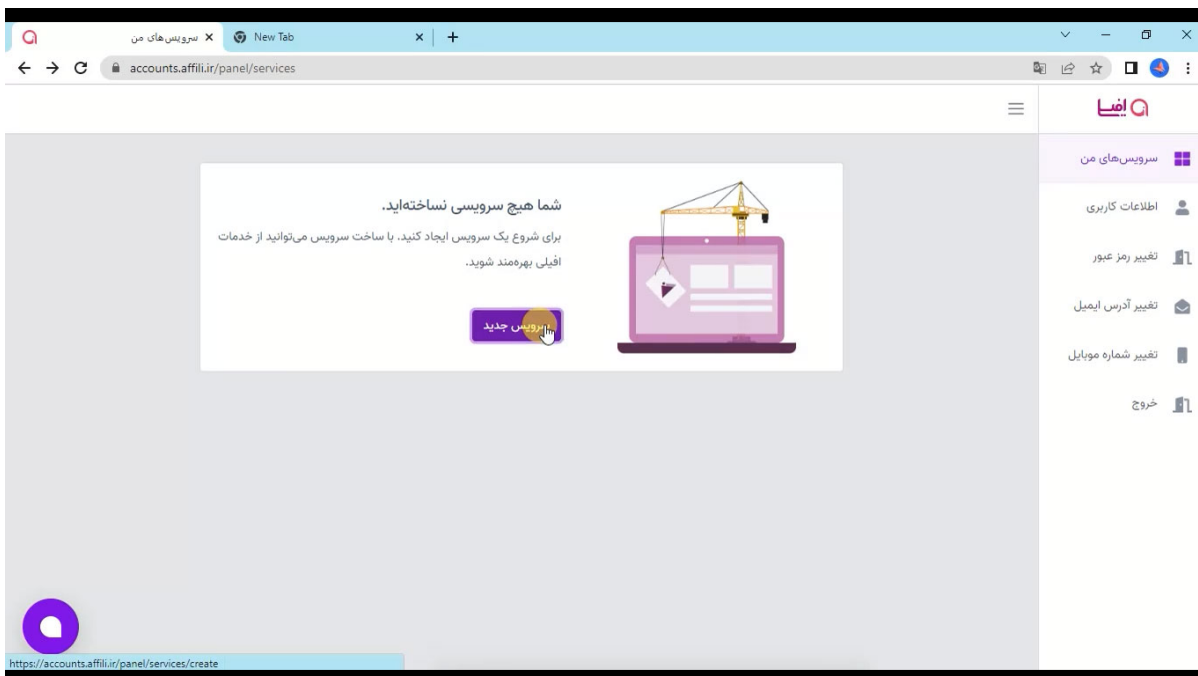 سرویس‌های من
New Tab
accounts.affili.ir/panel/services
افیلی
سرویس‌های من
اطلاعات کاربری
تغییر رمز عبور
تغییر آدرس ایمیل
تغییر شماره موبایل
خروج
شما هیچ سرویسی نساخته‌اید.
برای شروع یک سرویس ایجاد کنید. با ساخت سرویس می‌توانید از خدمات
افیلی بهره‌مند شوید.
سرویس جدید
https://accounts.affili.ir/panel/services/create